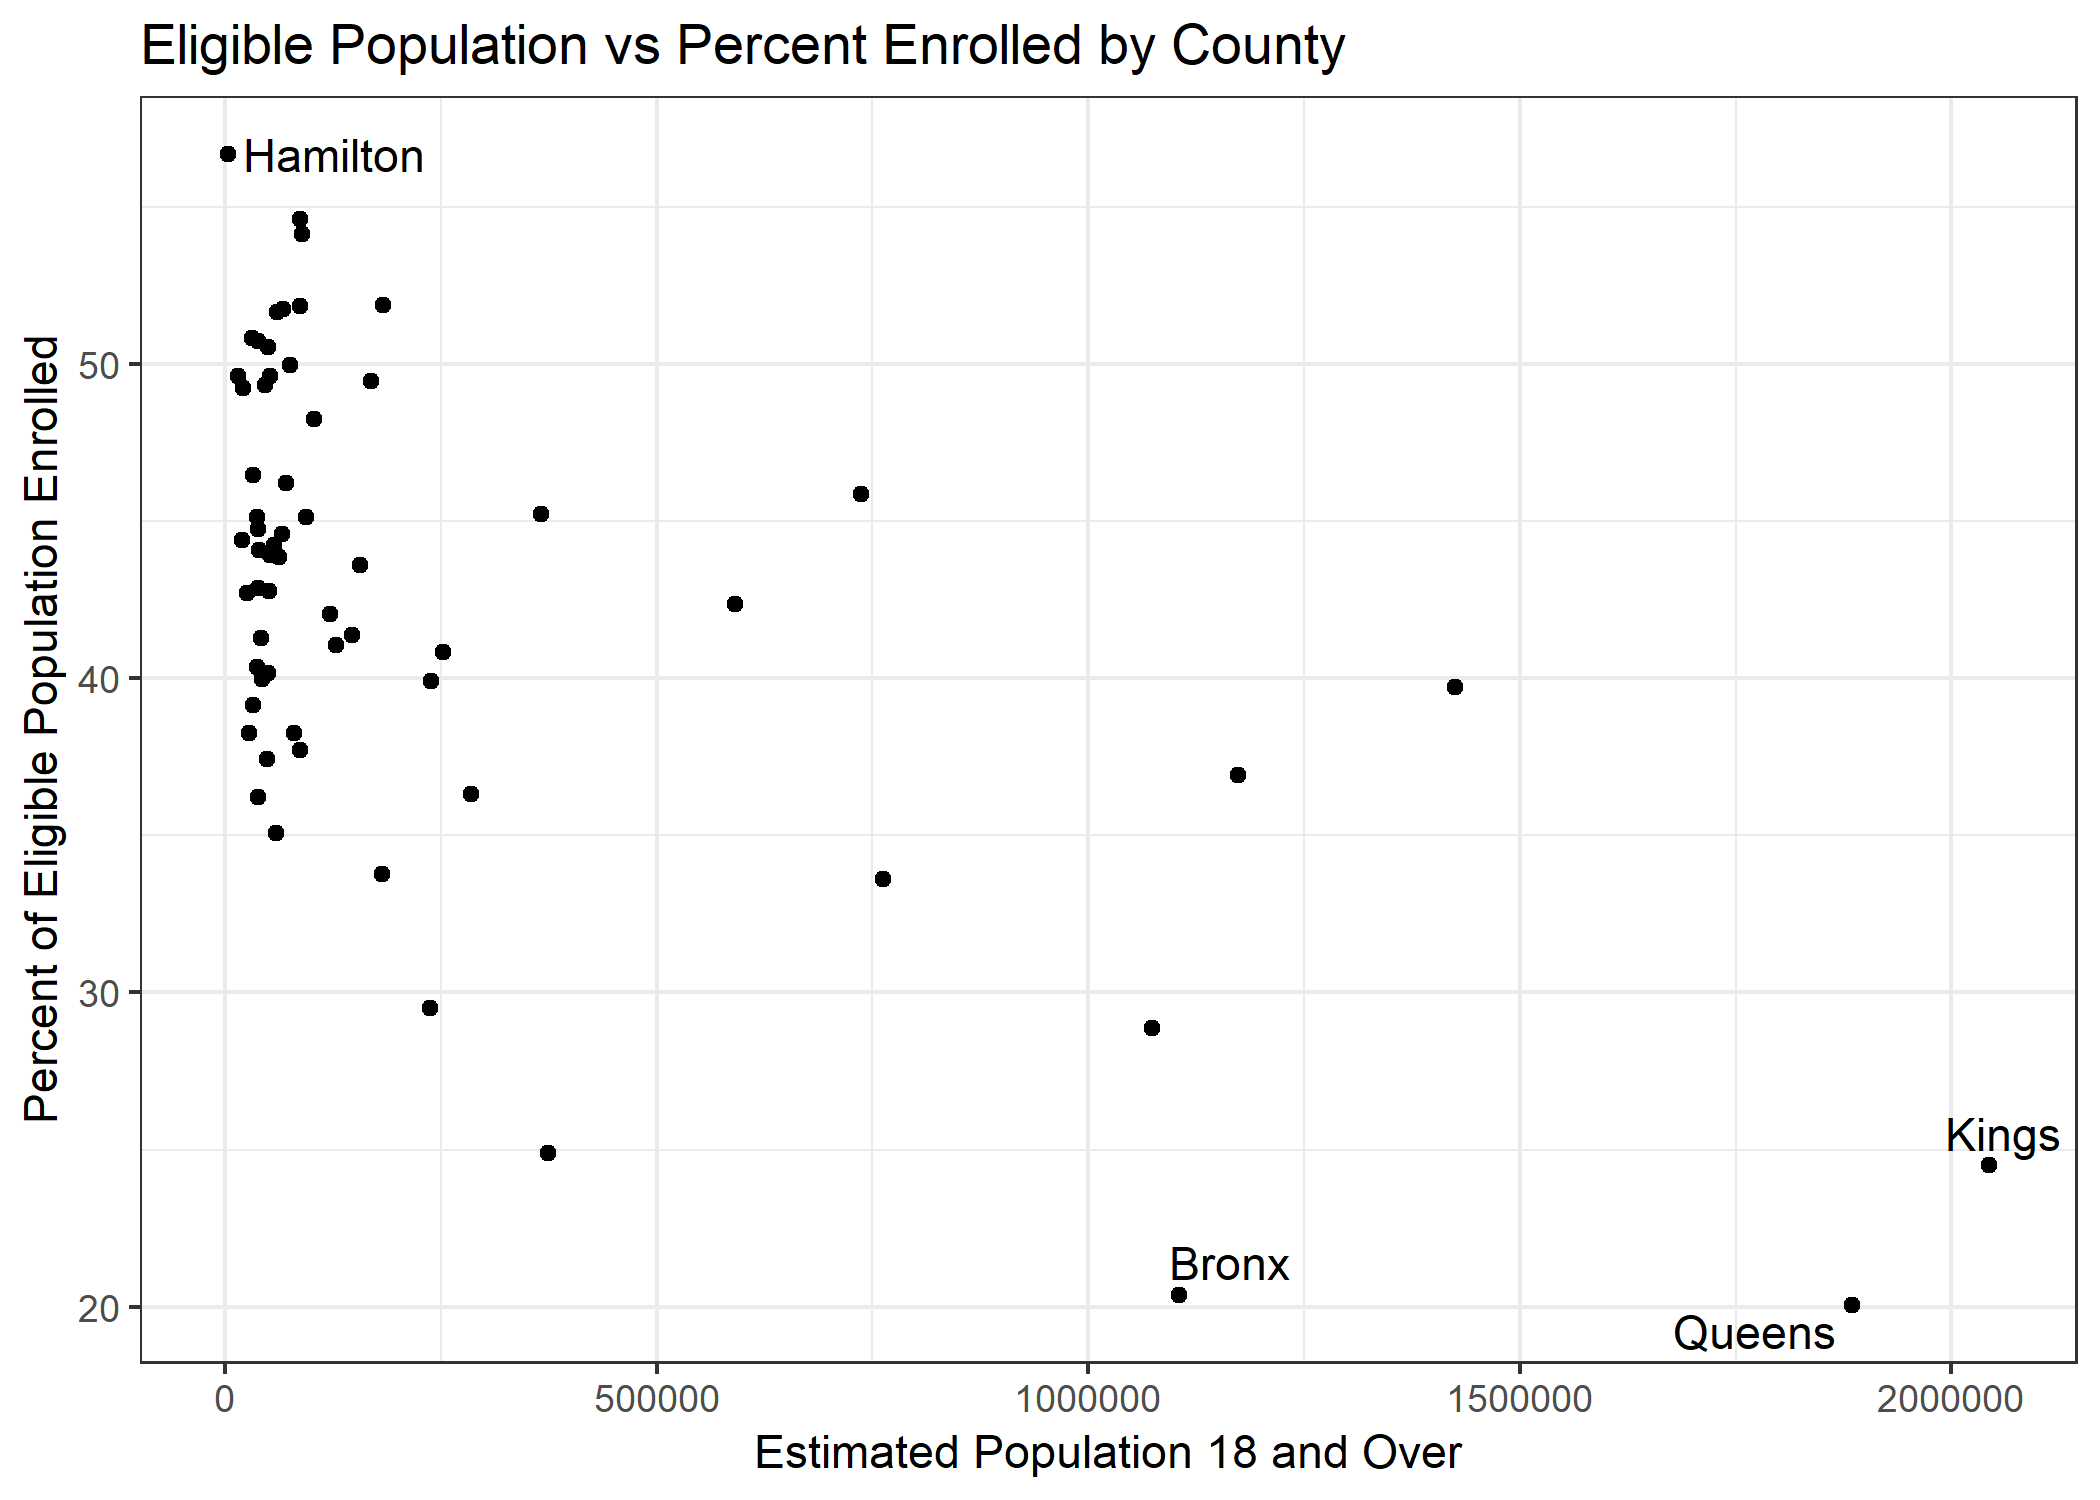 Eligible Population vs Percent Enrolled by County
Hamilton
50
40
30
20
Percent of Eligible Population Enrolled
Kings
Bronx
Queens
0
500000
1000000
1500000
2000000
Estimated Population 18 and Over